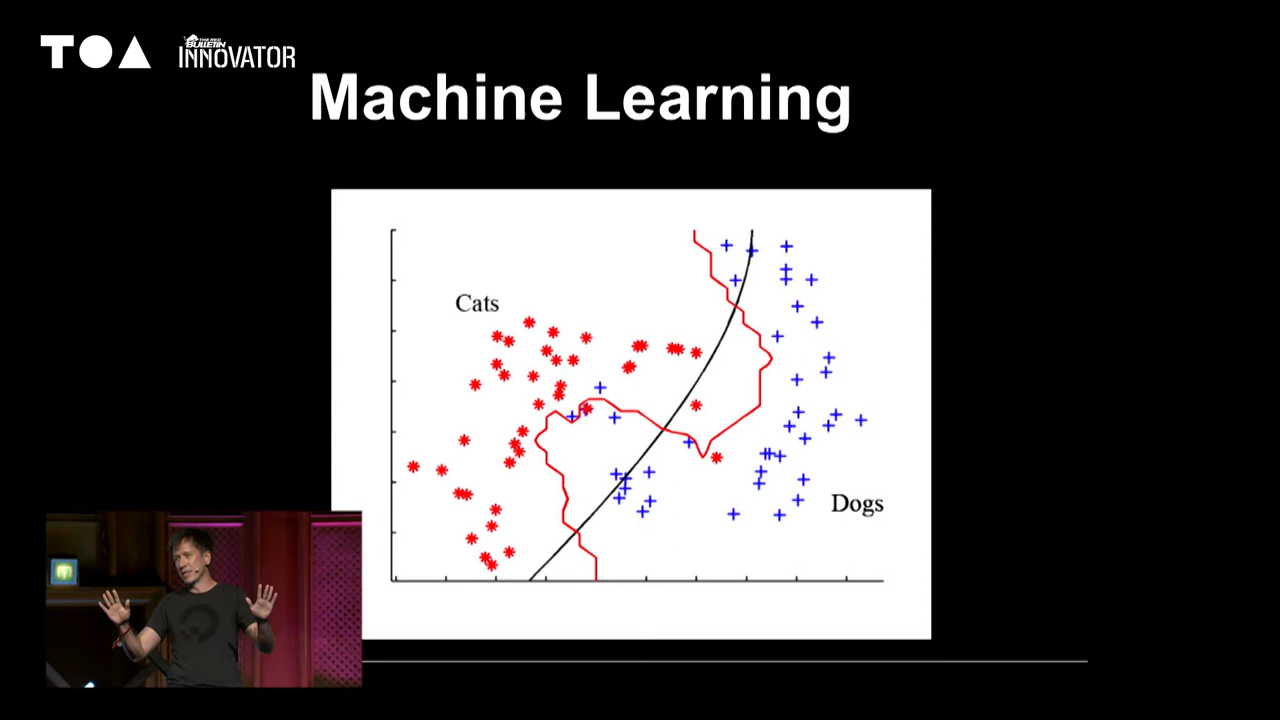 TOA
THE RED
BULLETIN
INNOVATOR
Machine Learning
Cats
Dogs